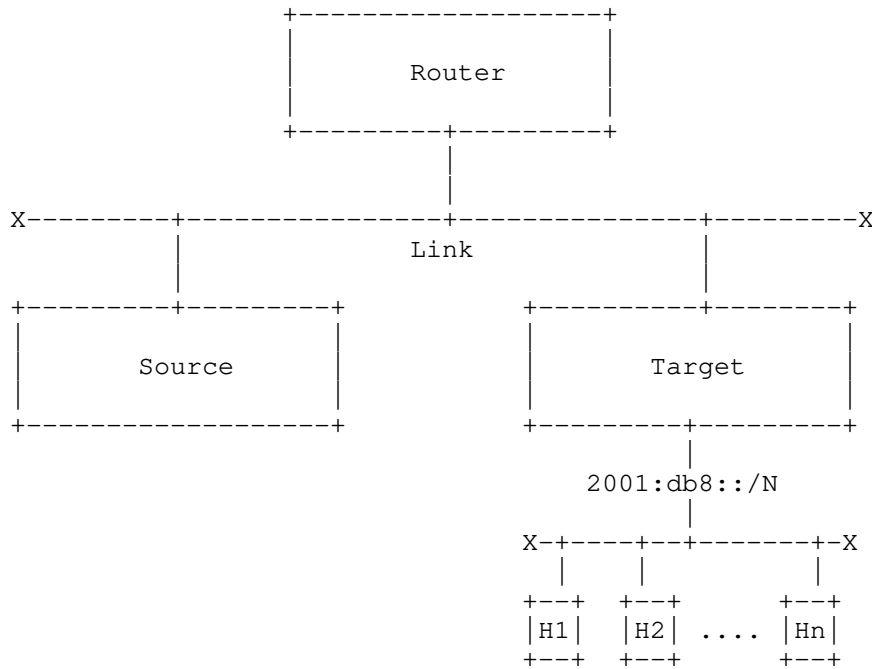 Router
X X
Link
Source Target
2001:db8::/N
X X
H1 H2 .... Hn